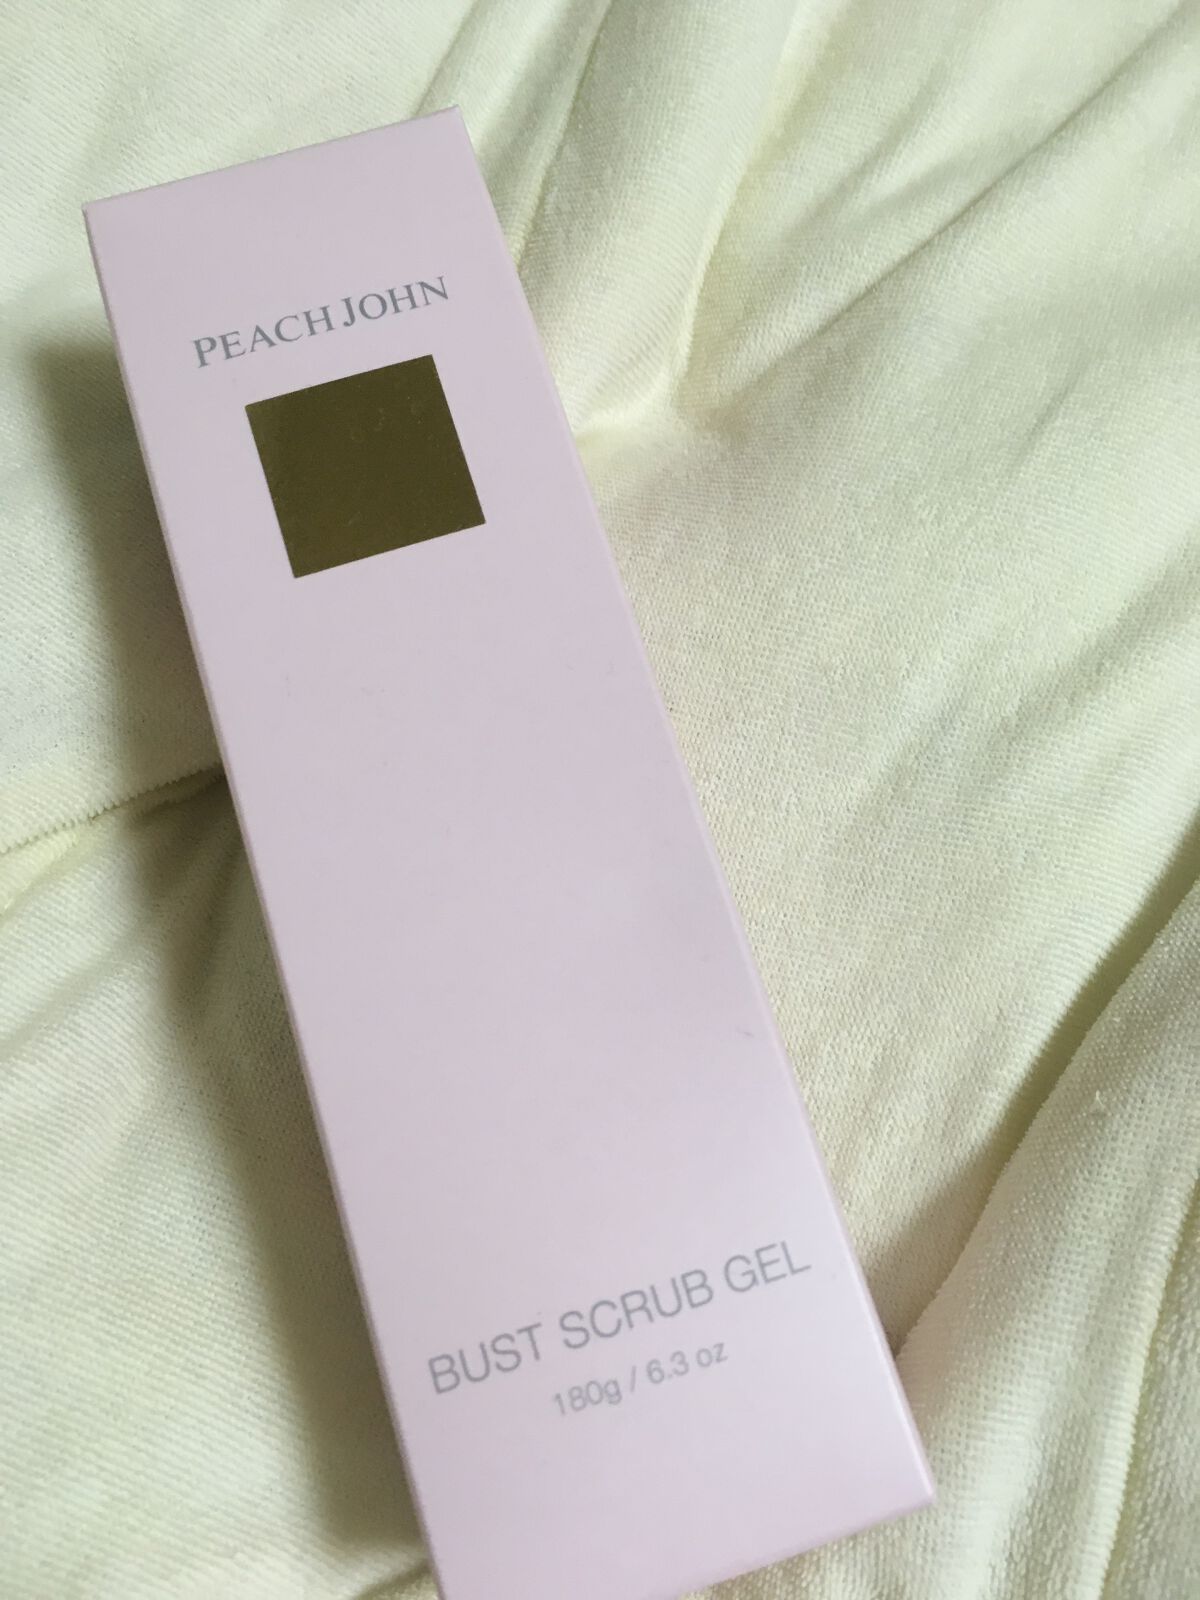 PEACH JOHN
BUST SCRUB GEL
180g / 6.3 oz